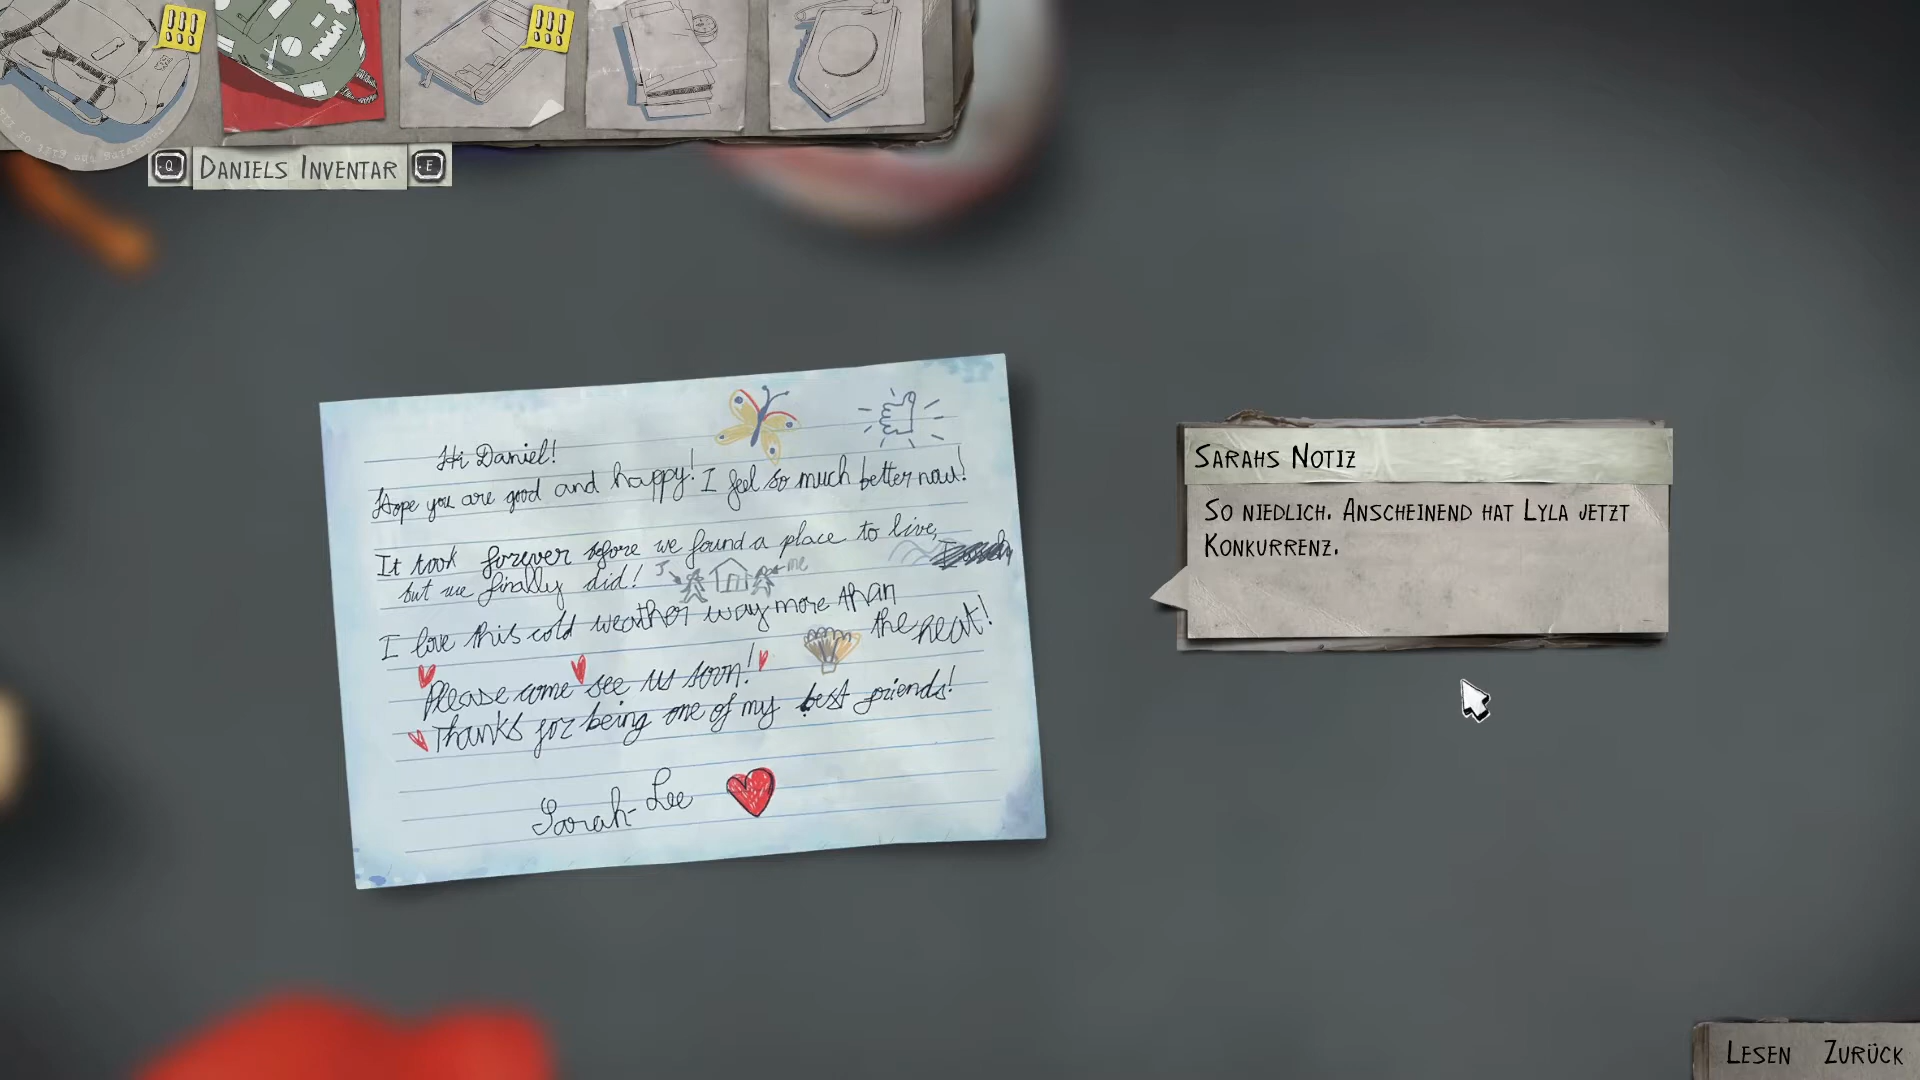 Q DANIELS INVENTAR E
Hi Daniel!
Hope you are good and happy! I feel so much better now!
It took forever before we found a place to live,
but we finally did! J me
I love this cold weather way more than
the heat!
Please come see us soon!
Thanks for being one of my best friends!
Sarah-Lee
SARAHS NOTIZ
SO NIEDLICH. ANSCHEINEND HAT LYLA JETZT
KONKURRENZ.
LESEN ZURÜCK